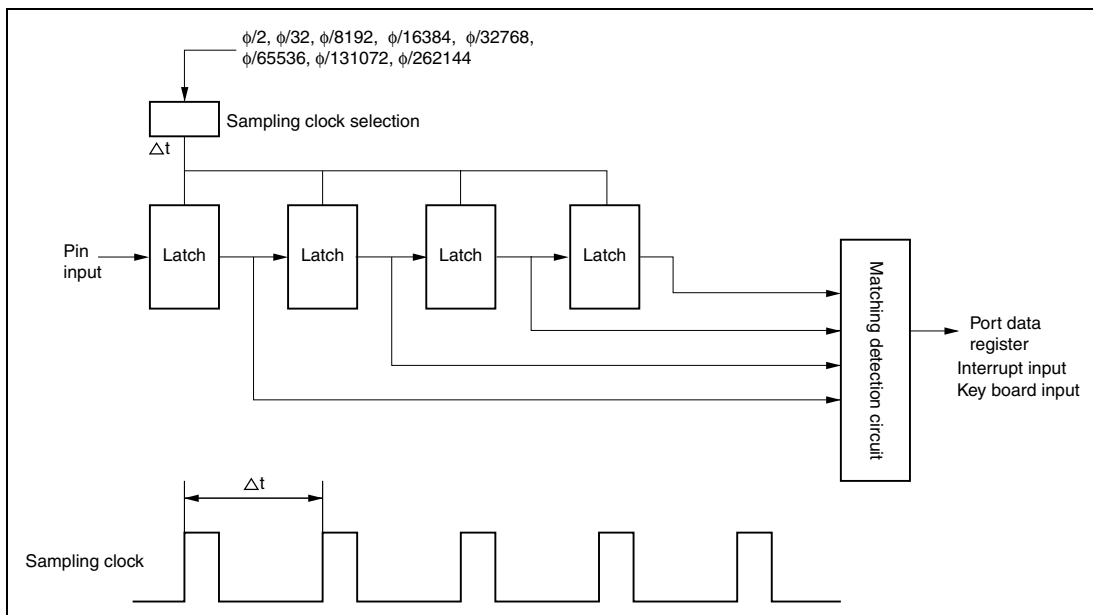 ϕ/2, ϕ/32, ϕ/8192, ϕ/16384, ϕ/32768,
ϕ/65536, ϕ/131072, ϕ/262144
Sampling clock selection
△t
Pin
input
Latch
Latch
Latch
Latch
Matching detection circuit
Port data
register
Interrupt input
Key board input
△t
Sampling clock